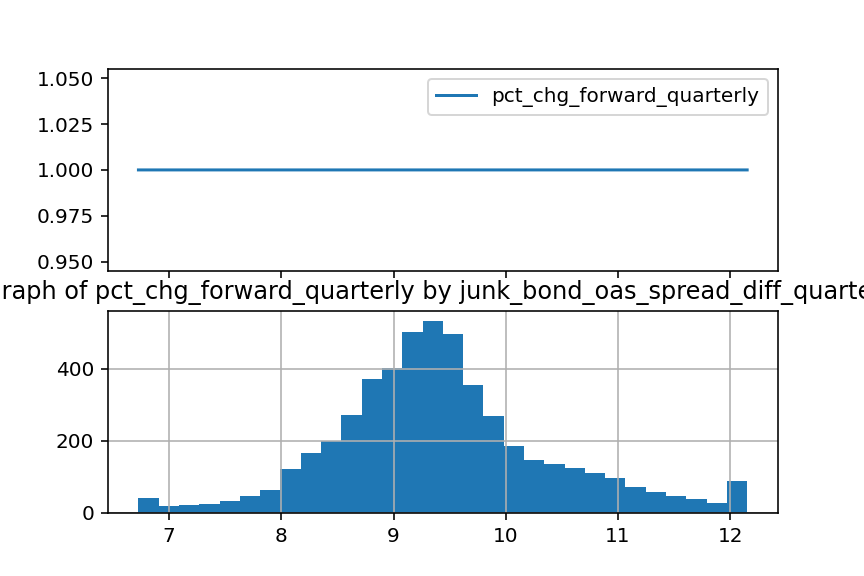 1.050
pct_chg_forward_quarterly
1.025
1.000
0.975
0.950
raph of pct_chg_forward_quarterly by junk_bond_oas_spread_diff_quarte
400
200
0
7 8 9 10 11 12